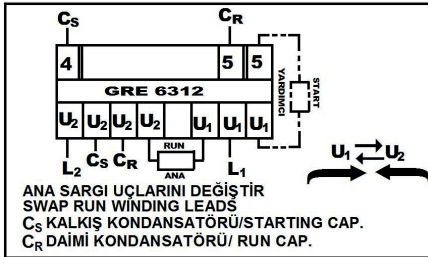 CS CR
4 5 5
GRE 6312
YARDIMCI
START
U2 U2 U2 U2 U1 U1 U1
L2 CS CR RUN L1
ANA
U1 U2
ANA SARGI UÇLARINI DEĞİŞTİR
SWAP RUN WINDING LEADS
CS KALKIŞ KONDANSATÖRÜ/STARTING CAP.
CR DAİMİ KONDANSATÖRÜ/ RUN CAP.